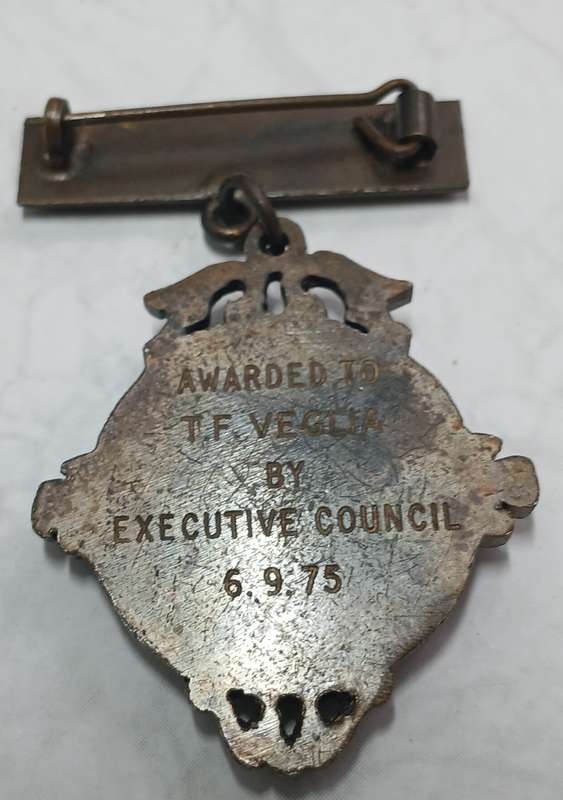 AWARDED TO
T.F. VEGLIA
BY
EXECUTIVE COUNCIL
6.9.75